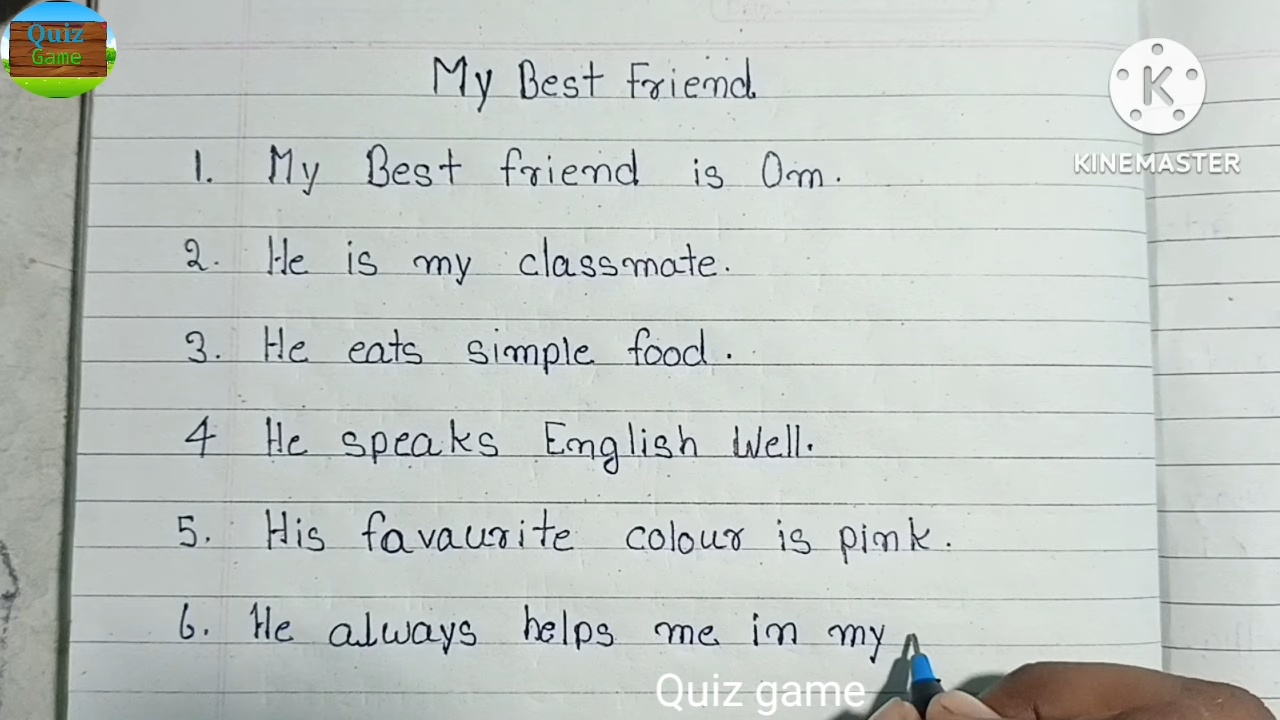 Quiz
Game
My Best Friend
K
KINEMASTER
1. My Best friend is Om.
2. He is my classmate.
3. He eats simple food.
4 He speaks English Well.
5. His favaurite colour is pink.
6. He always helps me in my
Quiz game